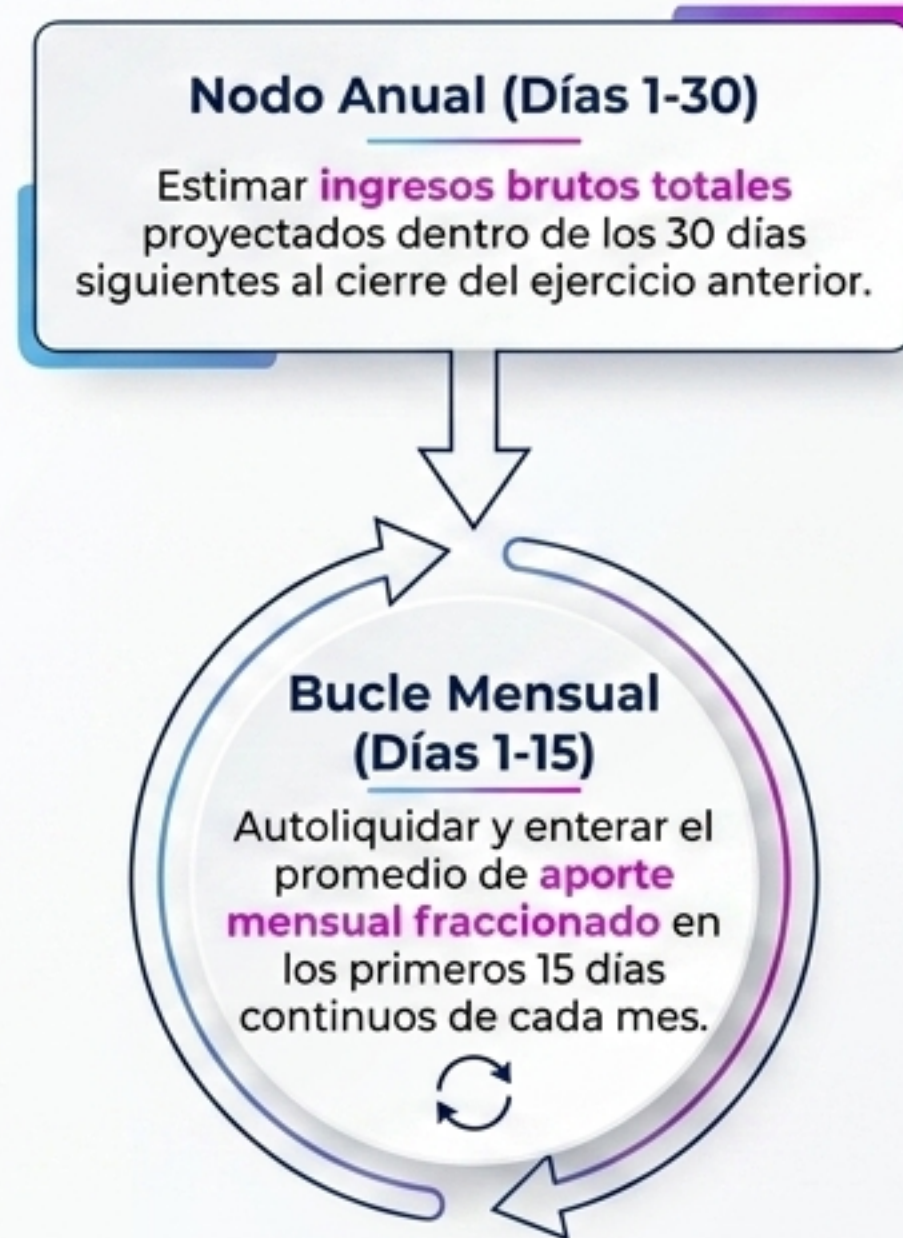 Nodo Anual (Días 1-30)
Estimar ingresos brutos totales
proyectados dentro de los 30 días
siguientes al cierre del ejercicio anterior.
Bucle Mensual
(Días 1-15)
Autoliquidar y enterar el
promedio de aporte
mensual fraccionado en
los primeros 15 días
continuos de cada mes.